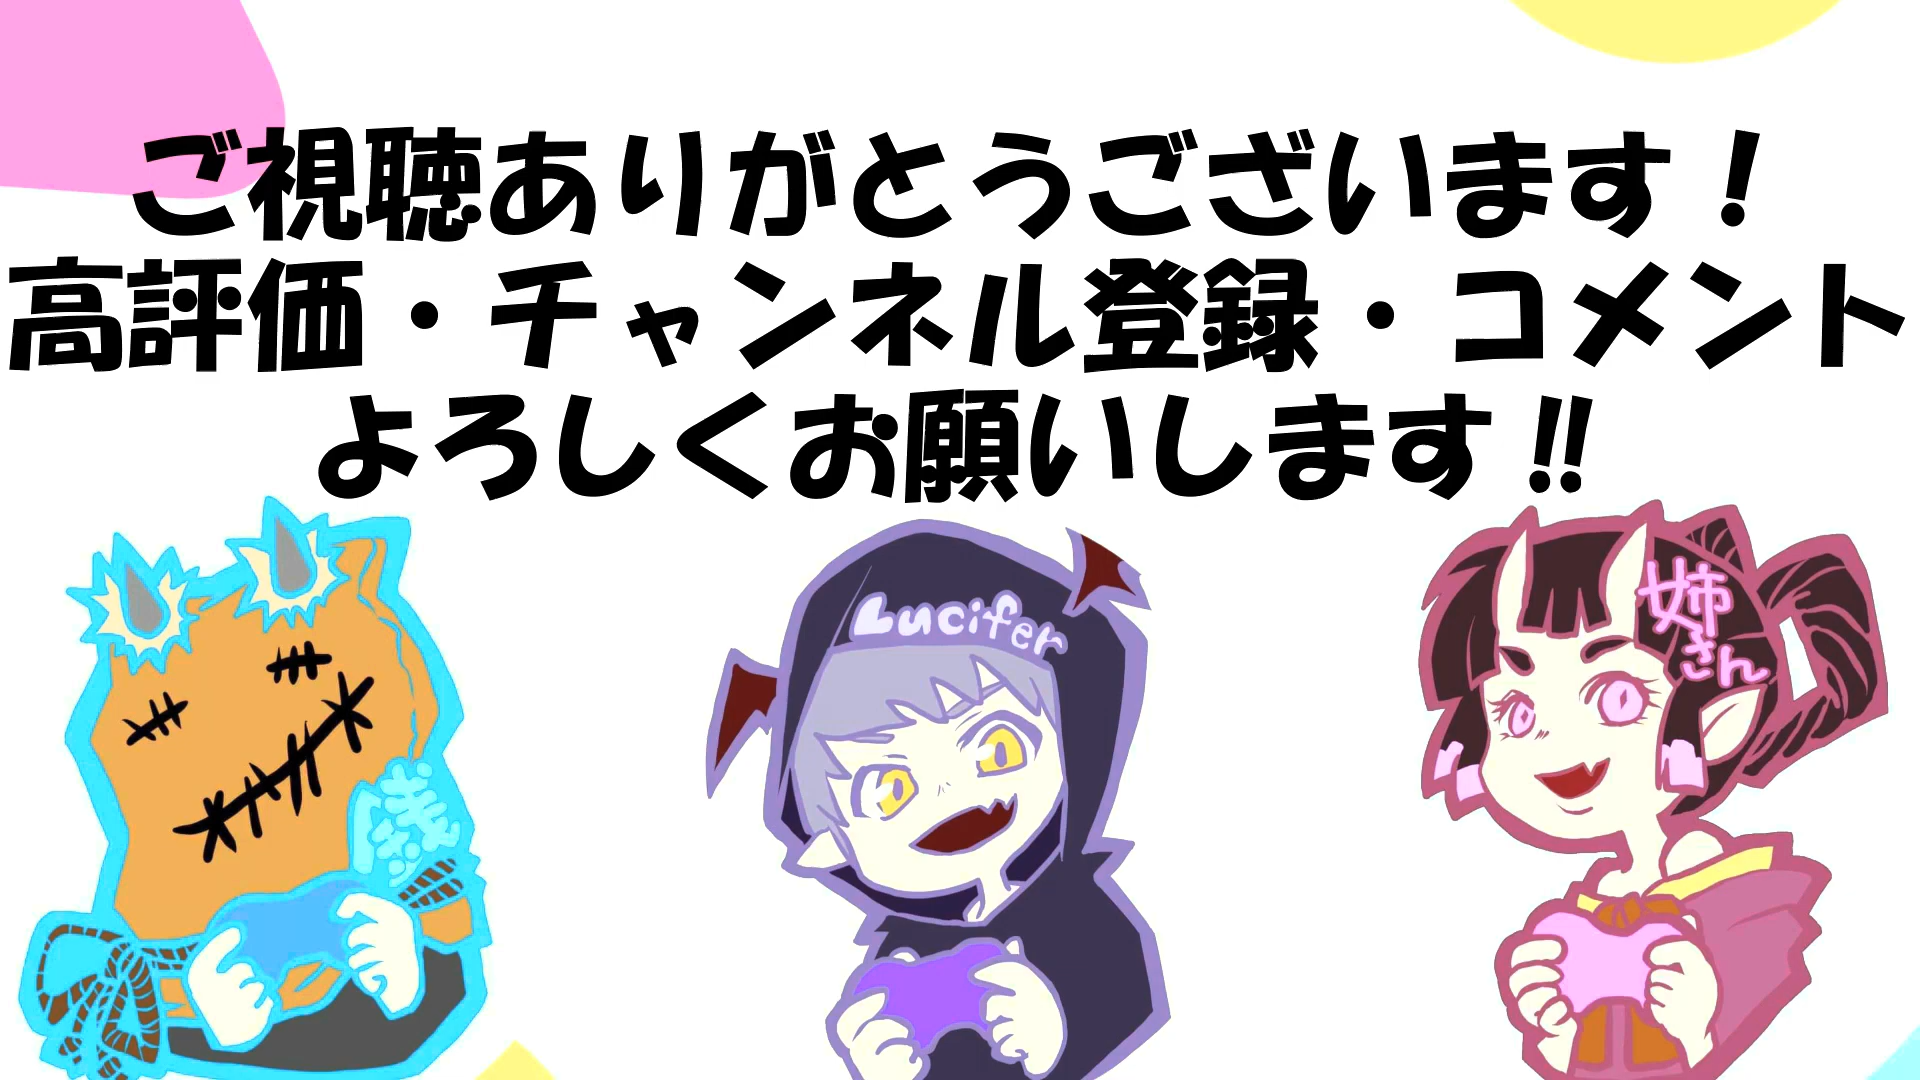 ご視聴ありがとうございます！
高評価・チャンネル登録・コメント
よろしくお願いします‼
Lucifer
姉さん
銭